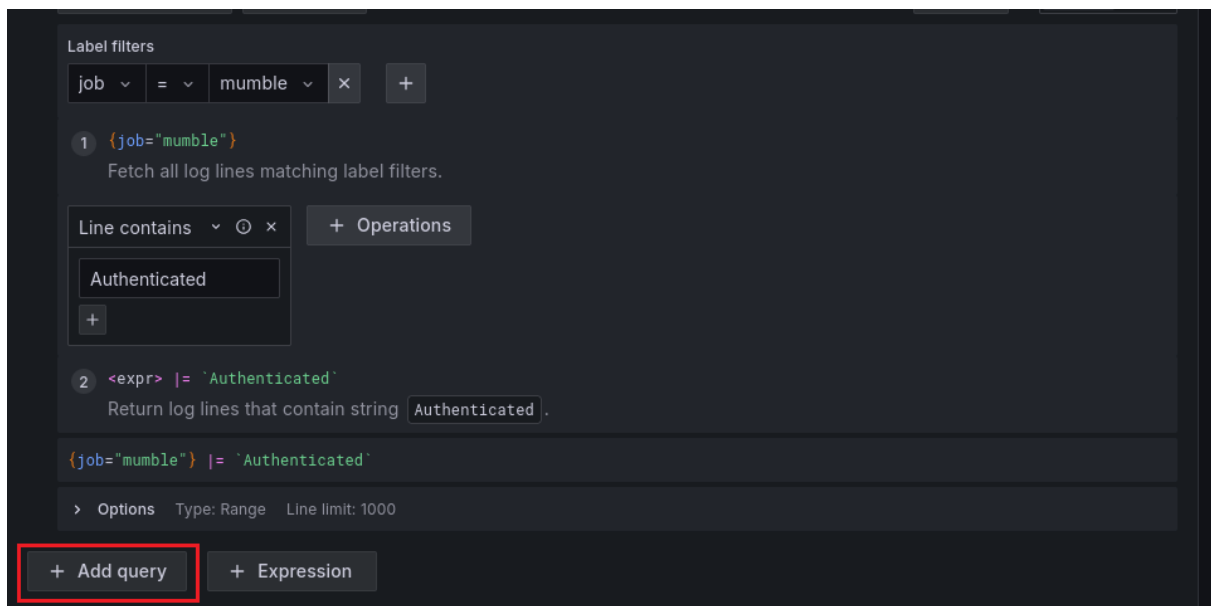 Label filters
job = mumble × +
1 {job="mumble"}
Fetch all log lines matching label filters.
Line contains × + Operations
Authenticated
+
2 <expr> |= `Authenticated`
Return log lines that contain string Authenticated.
{job="mumble"} |= `Authenticated`
> Options Type: Range Line limit: 1000
+ Add query + Expression